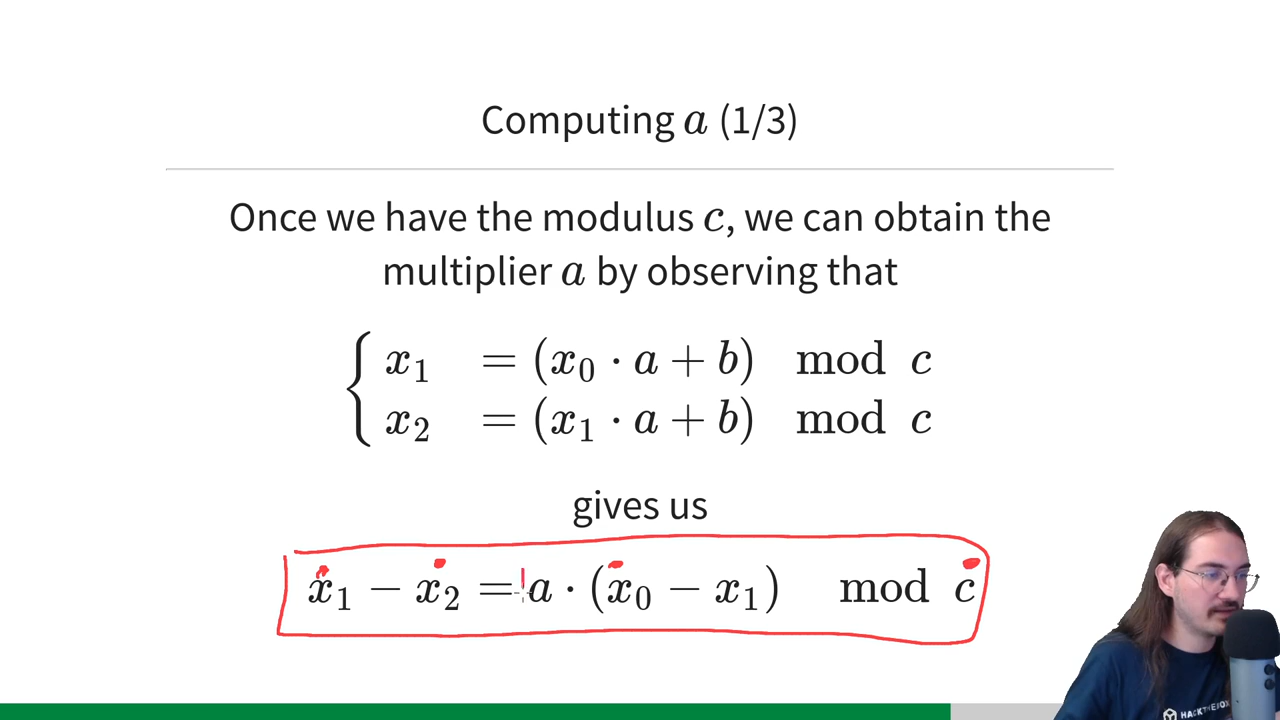 Computing a (1/3)
Once we have the modulus c, we can obtain the
multiplier a by observing that
x₁ = (x₀ · a + b) mod c
x₂ = (x₁ · a + b) mod c
gives us
x₁ − x₂ = a · (x₀ − x₁) mod c
HACKTHEBOX